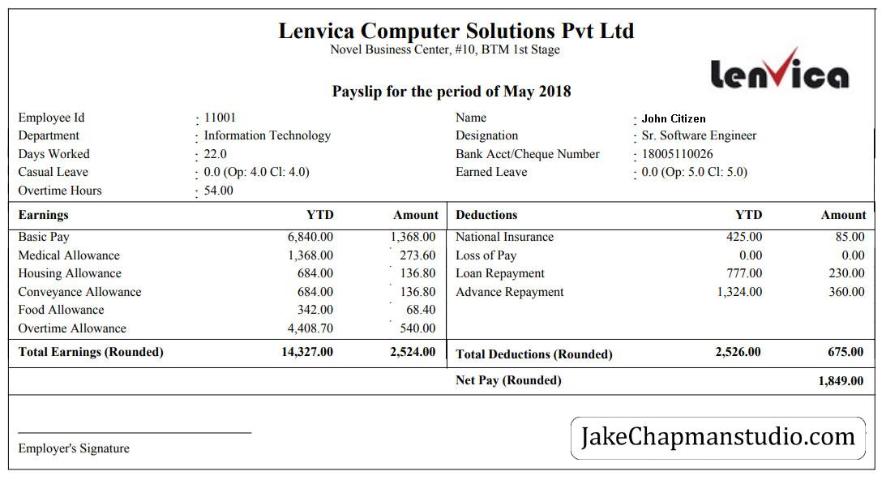 Lenvica Computer Solutions Pvt Ltd
Novel Business Center, #10, BTM 1st Stage
Lenvica
Payslip for the period of May 2018
Employee Id : 11001 Name : John Citizen
Department : Information Technology Designation : Sr. Software Engineer
Days Worked : 22.0 Bank Acct/Cheque Number : 18005110026
Casual Leave : 0.0 (Op: 4.0 Cl: 4.0) Earned Leave : 0.0 (Op: 5.0 Cl: 5.0)
Overtime Hours : 54.00
Earnings YTD Amount Deductions YTD Amount
Basic Pay 6,840.00 1,368.00 National Insurance 425.00 85.00
Medical Allowance 1,368.00 273.60 Loss of Pay 0.00 0.00
Housing Allowance 684.00 136.80 Loan Repayment 777.00 230.00
Conveyance Allowance 684.00 136.80 Advance Repayment 1,324.00 360.00
Food Allowance 342.00 68.40
Overtime Allowance 4,408.70 540.00
Total Earnings (Rounded) 14,327.00 2,524.00 Total Deductions (Rounded) 2,526.00 675.00
Net Pay (Rounded) 1,849.00
JakeChapmanstudio.com
Employer's Signature